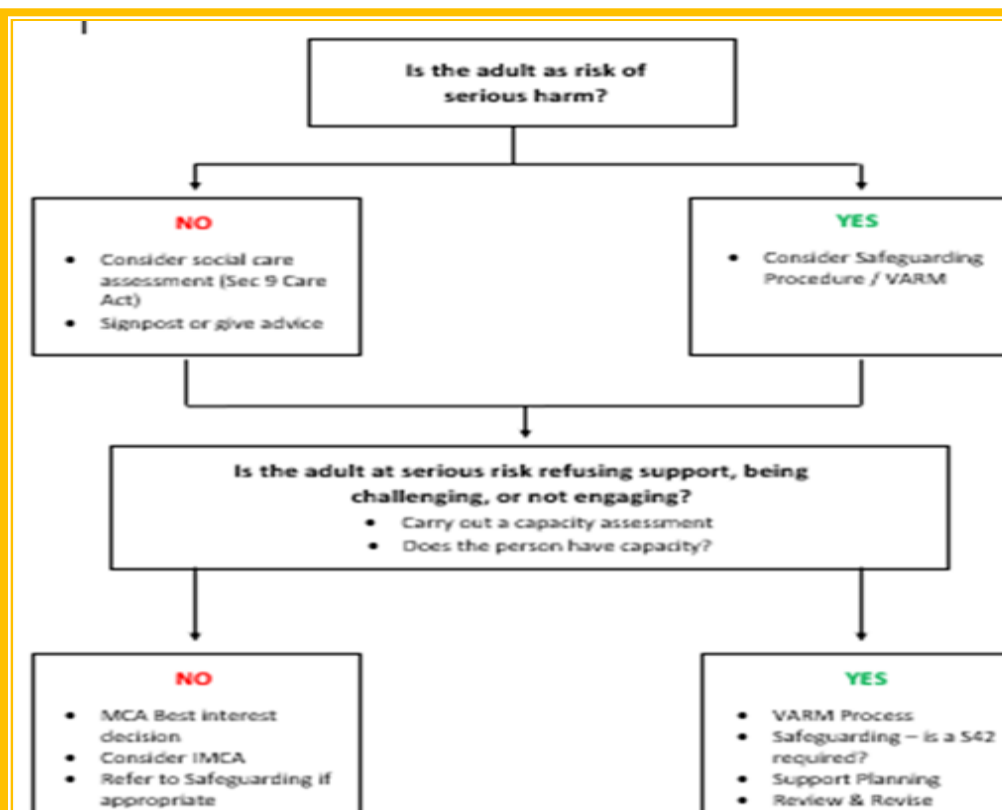 Is the adult as risk of
serious harm?
NO
• Consider social care
assessment (Sec 9 Care
Act)
• Signpost or give advice
YES
• Consider Safeguarding
Procedure / VARM
Is the adult at serious risk refusing support, being
challenging, or not engaging?
• Carry out a capacity assessment
• Does the person have capacity?
NO
• MCA Best interest
decision
• Consider IMCA
• Refer to Safeguarding if
appropriate
YES
• VARM Process
• Safeguarding – is a S42
required?
• Support Planning
• Review & Revise